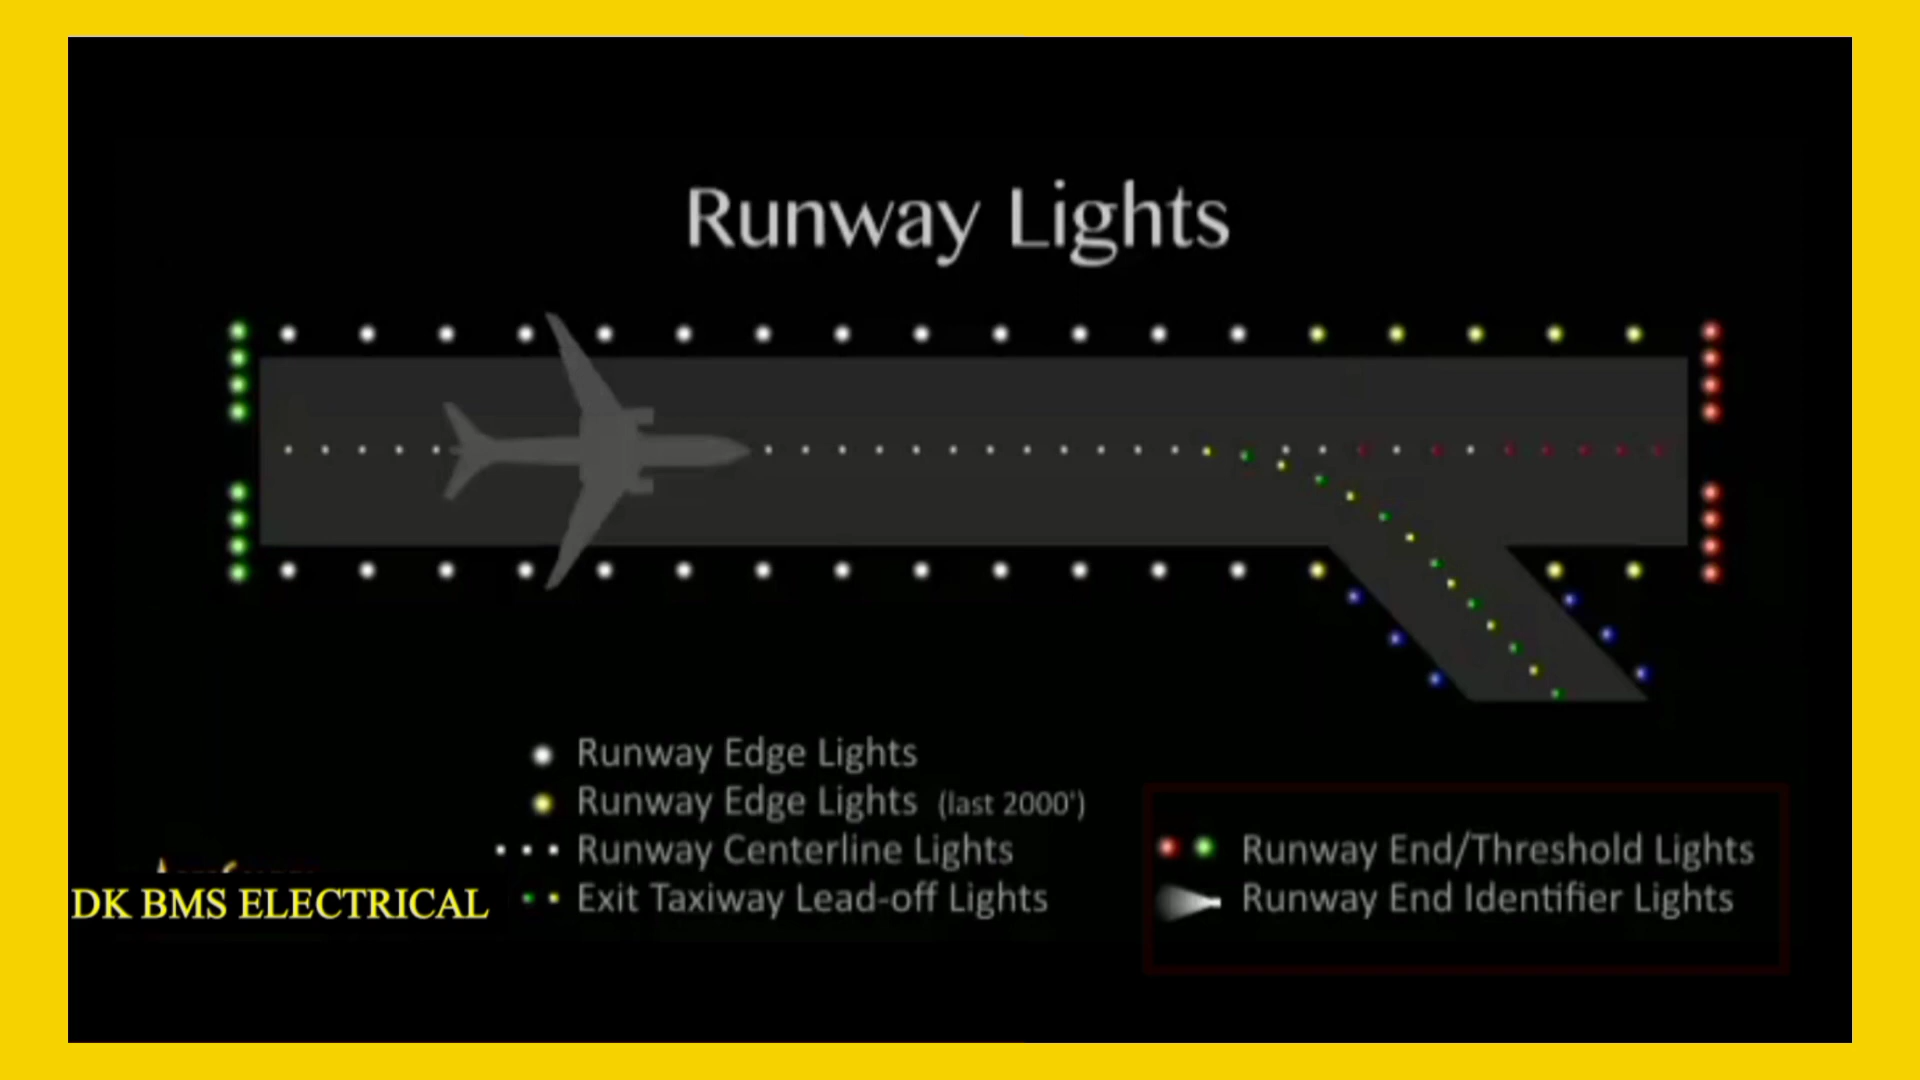 Runway Lights
Runway Edge Lights
Runway Edge Lights (last 2000')
Runway Centerline Lights
Exit Taxiway Lead-off Lights
Runway End/Threshold Lights
Runway End Identifier Lights
DK BMS ELECTRICAL